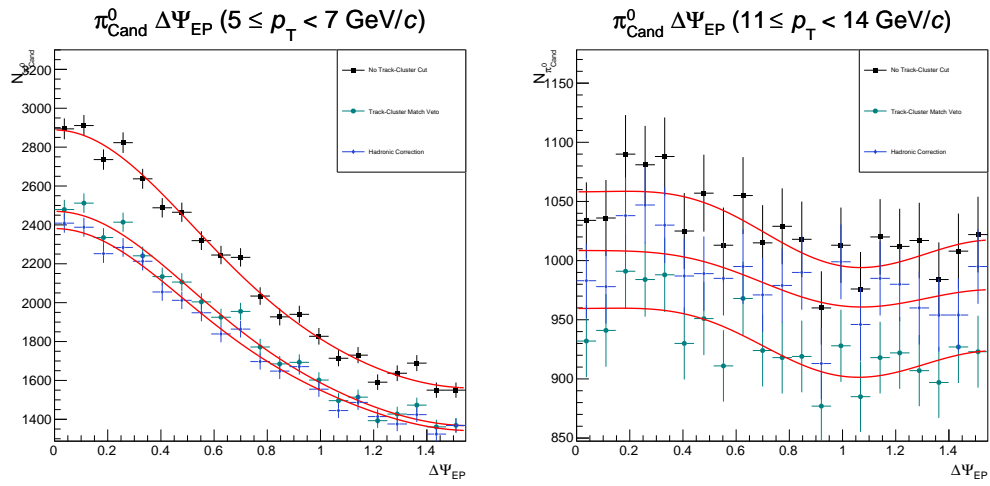 π⁰Cand ΔΨEP (5 ≤ pT < 7 GeV/c)
Nπ⁰Cand
3200
3000
2800
2600
2400
2200
2000
1800
1600
1400
0 0.2 0.4 0.6 0.8 1 1.2 1.4
ΔΨEP
No Track-Cluster Cut
Track-Cluster Match Veto
Hadronic Correction
π⁰Cand ΔΨEP (11 ≤ pT < 14 GeV/c)
Nπ⁰Cand
1150
1100
1050
1000
950
900
850
0 0.2 0.4 0.6 0.8 1 1.2 1.4
ΔΨEP
No Track-Cluster Cut
Track-Cluster Match Veto
Hadronic Correction